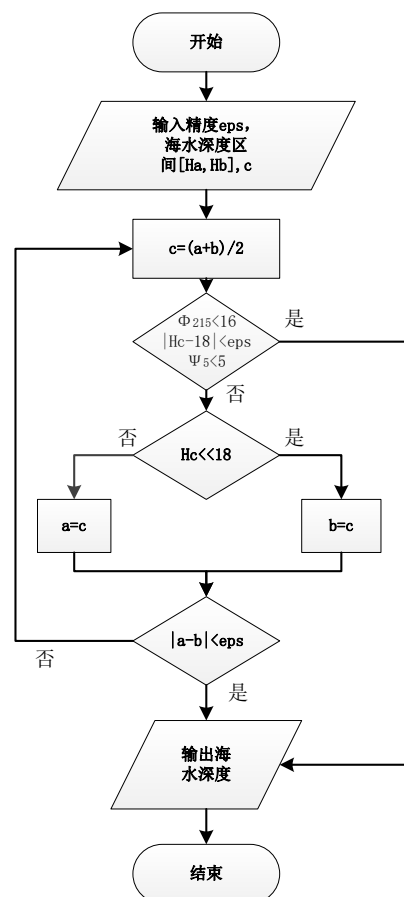 开始
输入精度eps,
海水深度区
间[Ha,Hb],c
c=(a+b)/2
Φ215<16
|Hc-18|<eps
Ψ5<5
是
否
Hc<<18
否
是
a=c
b=c
|a-b|<eps
否
是
输出海
水深度
结束